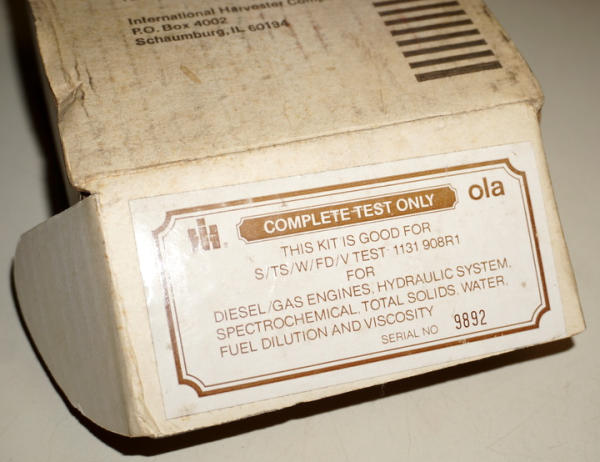 International Harvester Comp
P.O. Box 4002
Schaumburg, IL 60194
COMPLETE TEST ONLY
ola
THIS KIT IS GOOD FOR
S/TS/W/FD/V TEST 1131 908R1
FOR
DIESEL/GAS ENGINES, HYDRAULIC SYSTEM,
SPECTROCHEMICAL, TOTAL SOLIDS, WATER,
FUEL DILUTION AND VISCOSITY
SERIAL NO 9892